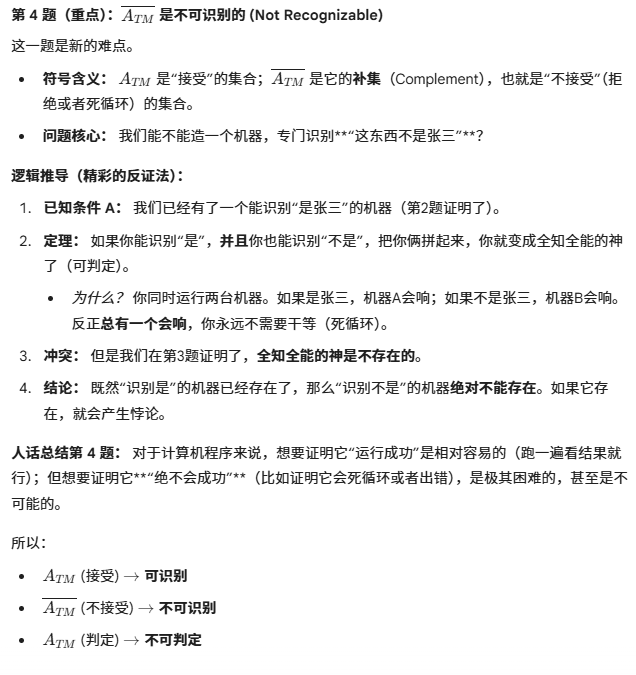 第 4 题（重点）：$\overline{A_{TM}}$ 是不可识别的 (Not Recognizable)
这一题是新的难点。
• 符号含义： $A_{TM}$ 是“接受”的集合；$\overline{A_{TM}}$ 是它的补集（Complement），也就是“不接受”（拒
绝或者死循环）的集合。
• 问题核心： 我们能不能造一个机器，专门识别**“这东西不是张三”**？
逻辑推导（精彩的反证法）：
1. 已知条件 A： 我们已经有了一个能识别“是张三”的机器（第2题证明了）。
2. 定理： 如果你能识别“是”，并且你也能识别“不是”，把你俩拼起来，你就变成全知全能的神
了（可判定）。
• 为什么？ 你同时运行两台机器。如果是张三，机器A会响；如果不是张三，机器B会响。
反正总有一个会响，你永远不需要干等（死循环）。
3. 冲突： 但是我们在第3题证明了，全知全能的神是不存在的。
4. 结论： 既然“识别是”的机器已经存在了，那么“识别不是”的机器绝对不能存在。如果它存
在，就会产生悖论。
人话总结第 4 题： 对于计算机程序来说，想要证明它“运行成功”是相对容易的（跑一遍看结果就
行）；但想要证明它**“绝不会成功”**（比如证明它会死循环或者出错），是极其困难的，甚至是不
可能的。
所以：
• $A_{TM}$ (接受) → 可识别
• $\overline{A_{TM}}$ (不接受) → 不可识别
• $A_{TM}$ (判定) → 不可判定